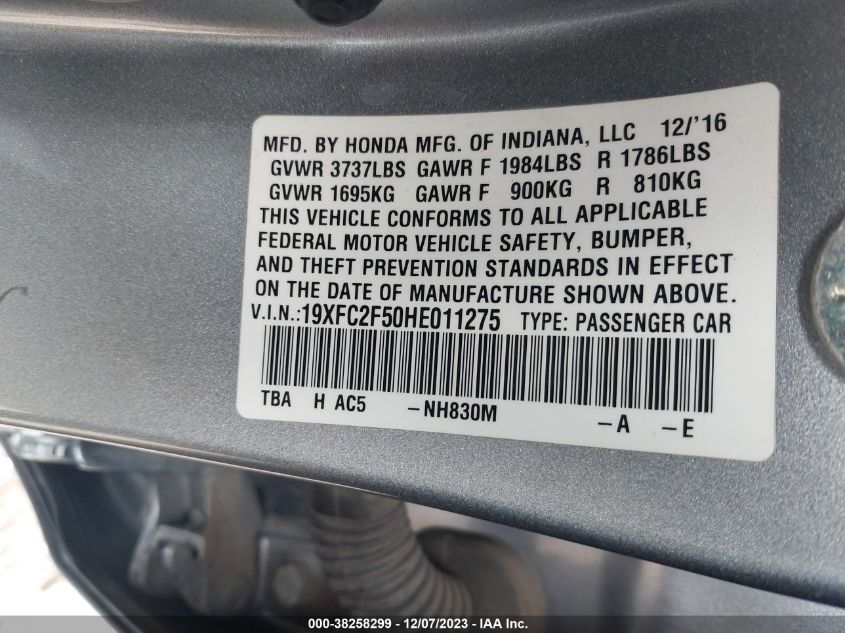 MFD. BY HONDA MFG. OF INDIANA, LLC 12/'16
GVWR 3737LBS GAWR F 1984LBS R 1786LBS
GVWR 1695KG GAWR F 900KG R 810KG
THIS VEHICLE CONFORMS TO ALL APPLICABLE
FEDERAL MOTOR VEHICLE SAFETY, BUMPER,
AND THEFT PREVENTION STANDARDS IN EFFECT
ON THE DATE OF MANUFACTURE SHOWN ABOVE.
V.I.N.:19XFC2F50HE011275 TYPE: PASSENGER CAR
TBA H AC5 -NH830M -A -E
000-38258299 - 12/07/2023 - IAA Inc.